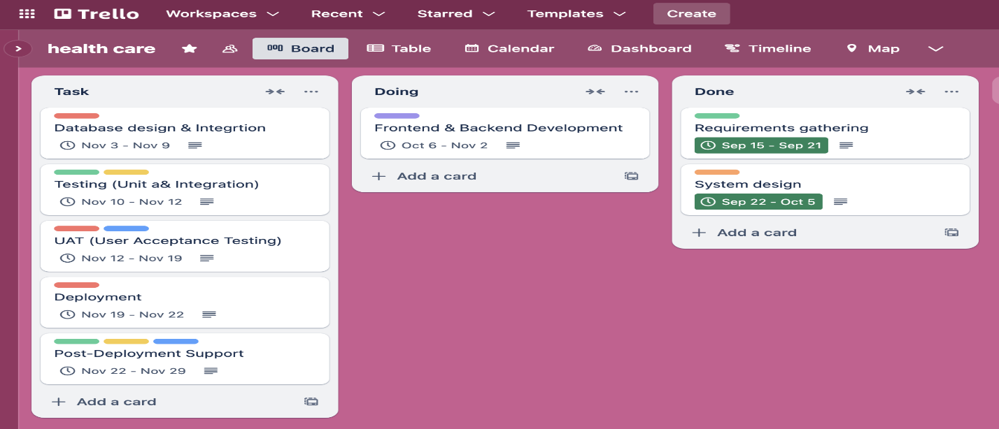 Trello Workspaces Recent Starred Templates Create
health care Board Table Calendar Dashboard Timeline Map
Task
Database design & Integrtion
Nov 3 - Nov 9
Testing (Unit a& Integration)
Nov 10 - Nov 12
UAT (User Acceptance Testing)
Nov 12 - Nov 19
Deployment
Nov 19 - Nov 22
Post-Deployment Support
Nov 22 - Nov 29
+ Add a card
Doing
Frontend & Backend Development
Oct 6 - Nov 2
+ Add a card
Done
Requirements gathering
Sep 15 - Sep 21
System design
Sep 22 - Oct 5
+ Add a card